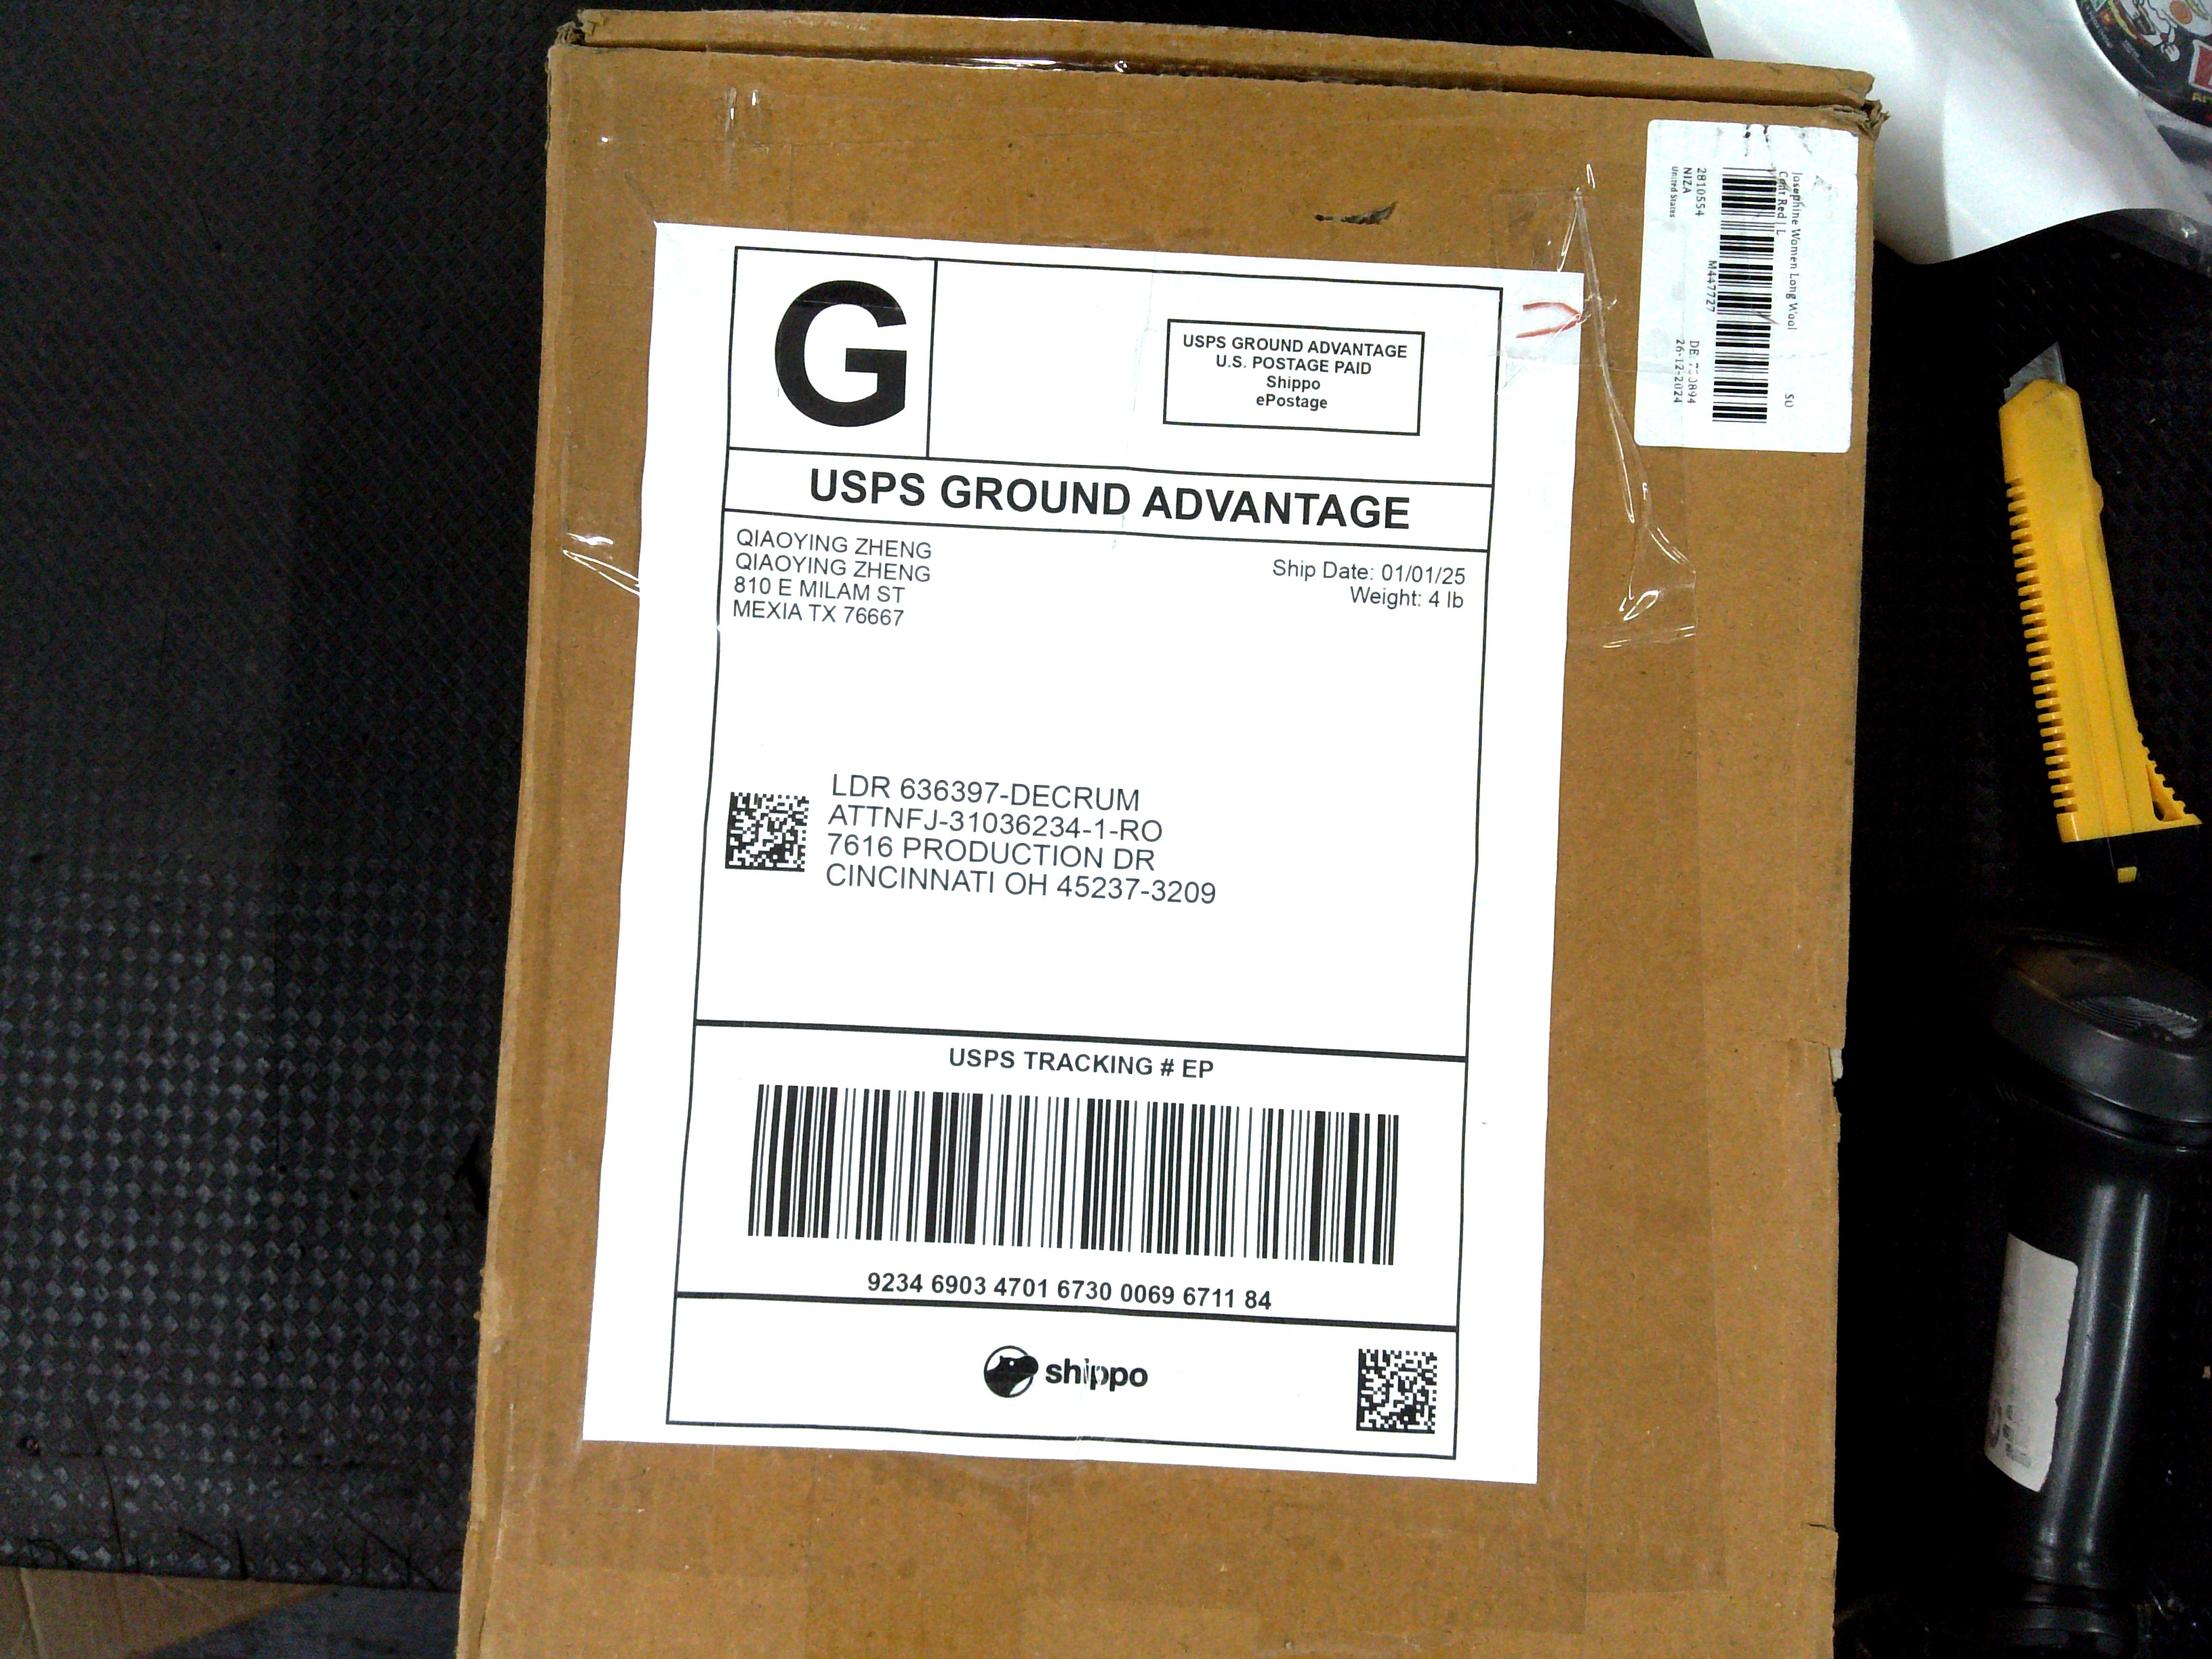 G
USPS GROUND ADVANTAGE
U.S. POSTAGE PAID
Shippo
ePostage
USPS GROUND ADVANTAGE
QIAOYING ZHENG
QIAOYING ZHENG
810 E MILAM ST
MEXIA TX 76667
Ship Date: 01/01/25
Weight: 4 lb
LDR 636397-DECRUM
ATTNFJ-31036234-1-RO
7616 PRODUCTION DR
CINCINNATI OH 45237-3209
USPS TRACKING # EP
9234 6903 4701 6730 0069 6711 84
shippo
Josephine Women Long Wool
Coat Red | L
SO
M447727
2810554
NIZA
United States
DE:
26-12-2024